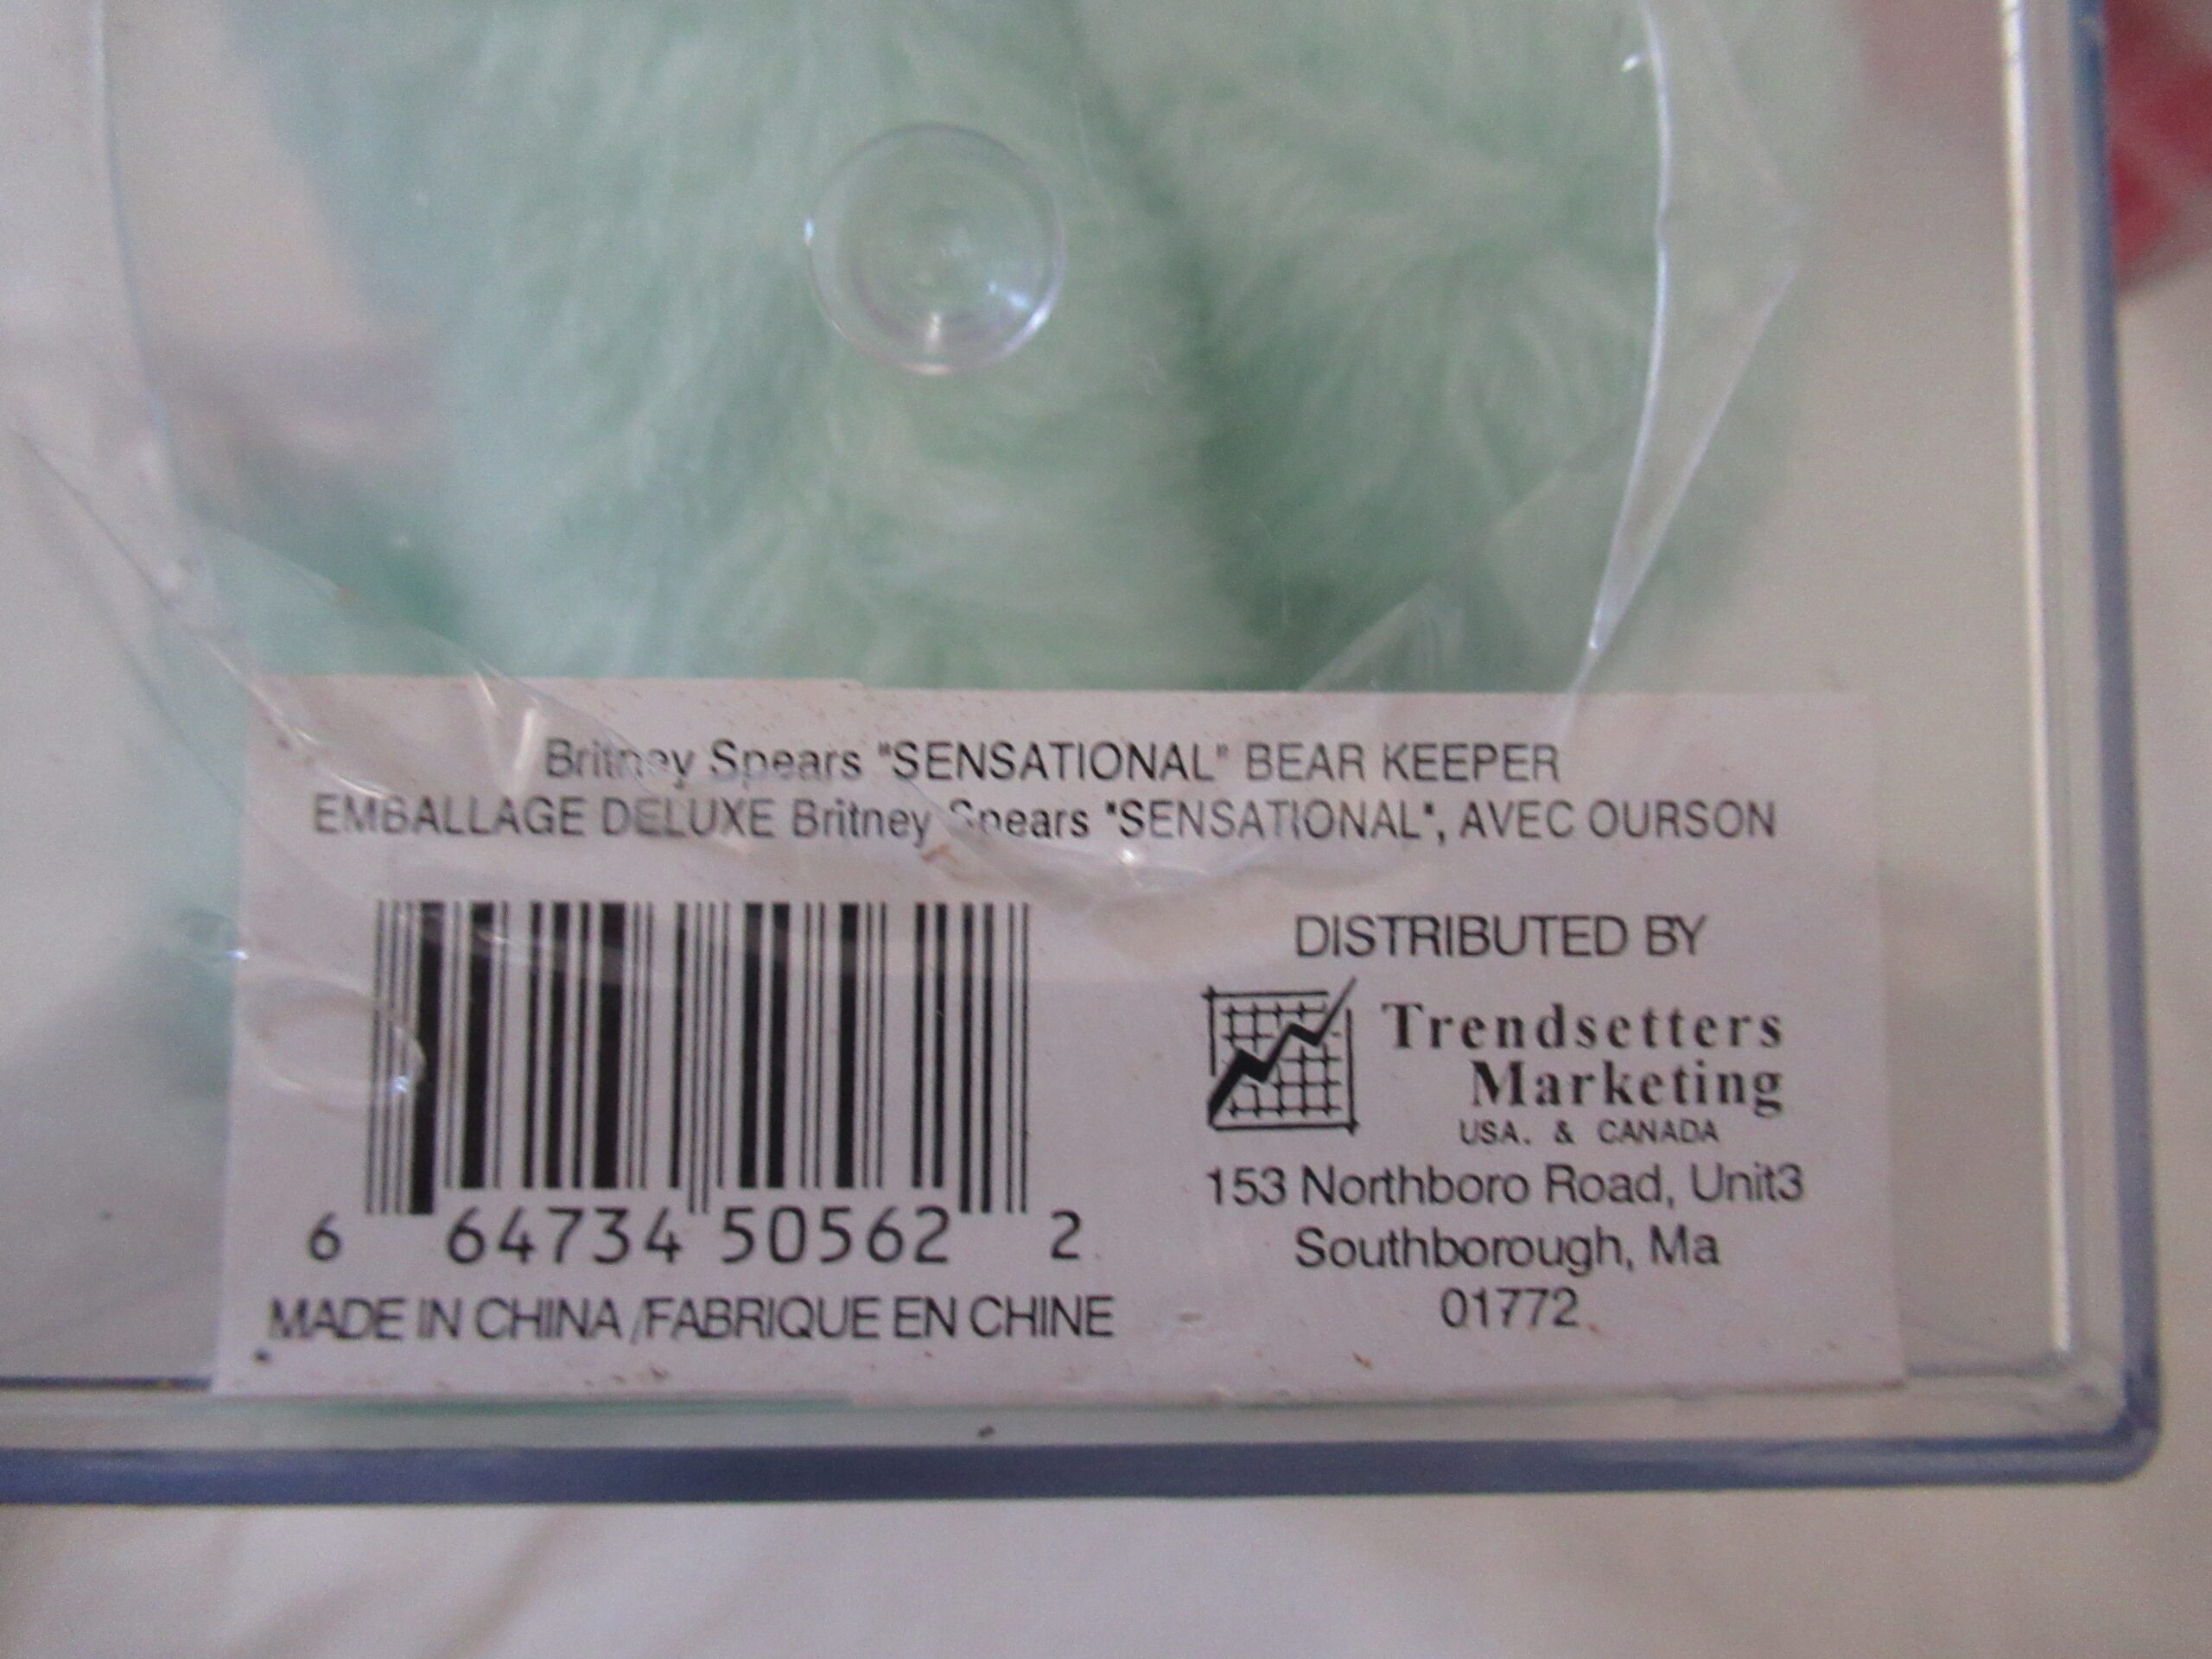 Britney Spears "SENSATIONAL" BEAR KEEPER
EMBALLAGE DELUXE Britney Spears "SENSATIONAL", AVEC OURSON
DISTRIBUTED BY
Trendsetters
Marketing
USA. & CANADA
153 Northboro Road, Unit3
Southborough, Ma
01772
6 64734 50562 2
MADE IN CHINA/FABRIQUE EN CHINE